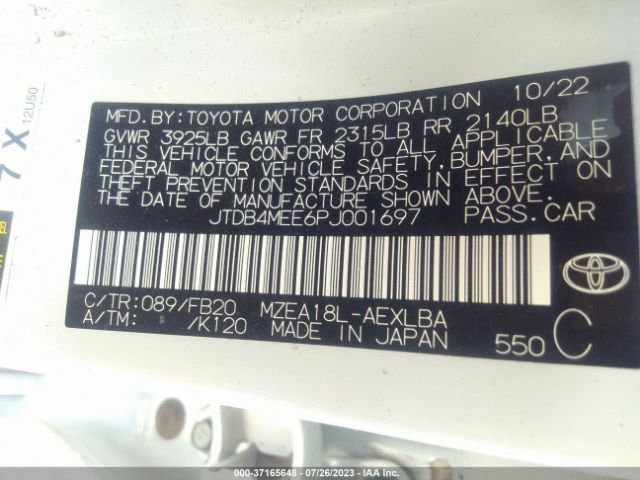 7 X 12U50
MFD. BY: TOYOTA MOTOR CORPORATION 10/22
GVWR 3925LB GAWR FR 2315LB RR 2140LB
THIS VEHICLE CONFORMS TO ALL APPLICABLE
FEDERAL MOTOR VEHICLE SAFETY, BUMPER, AND
THEFT PREVENTION STANDARDS IN EFFECT ON
THE DATE OF MANUFACTURE SHOWN ABOVE.
JTDB4MEE6PJ001697 PASS. CAR
C/TR: 089/FB20 MZEA18L-AEXLBA
A/TM: /K120 MADE IN JAPAN 550 C
000-37165648 - 07/26/2023 - IAA Inc.